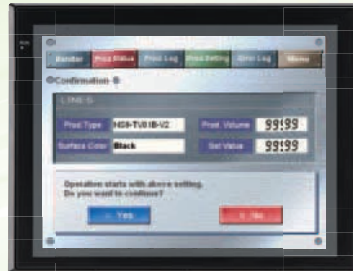 Monitor Prod.Status Prod.Log Prod.Setting Error Log Menu
Confirmation
LINE-5
Prod.Type Prod. Volume 99:99
Surface Color Black Set Value 99:99
Operation starts with above setting.
Do you want to continue?
Yes No